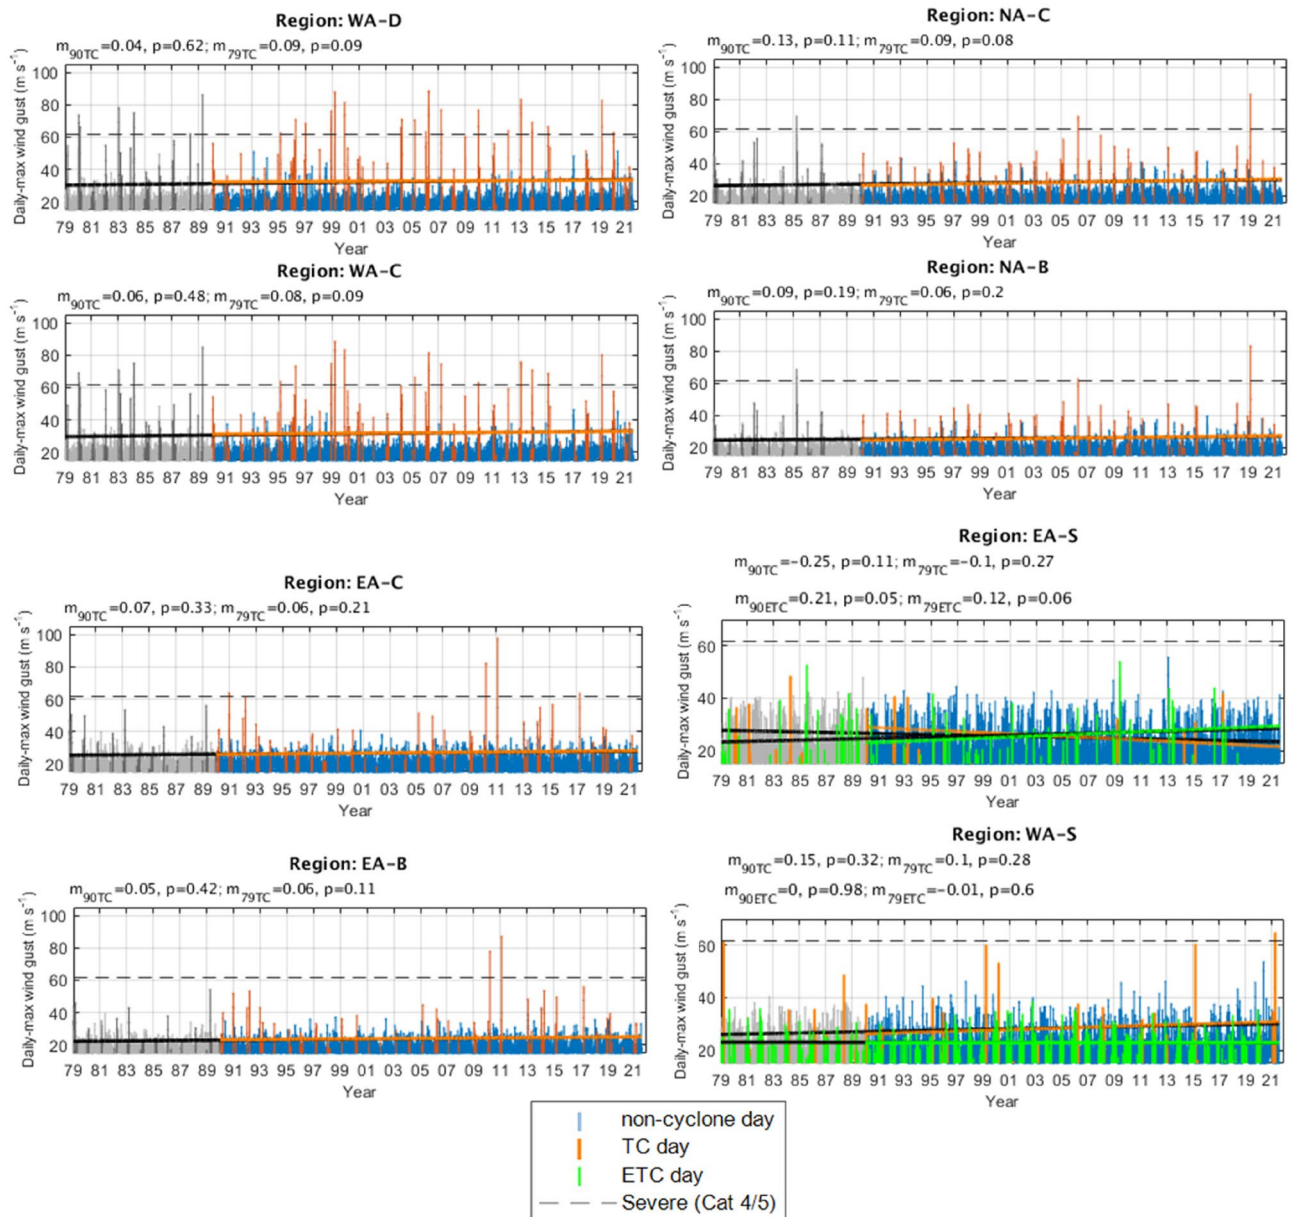 Region: WA-D
m90TC=0.04, p=0.62; m79TC=0.09, p=0.09
Daily-max wind gust (m s-1)
100
80
60
40
20
79 81 83 85 87 89 91 93 95 97 99 01 03 05 07 09 11 13 15 17 19 21
Year
Region: NA-C
m90TC=0.13, p=0.11; m79TC=0.09, p=0.08
Daily-max wind gust (m s-1)
100
80
60
40
20
79 81 83 85 87 89 91 93 95 97 99 01 03 05 07 09 11 13 15 17 19 21
Year
Region: WA-C
m90TC=0.06, p=0.48; m79TC=0.08, p=0.09
Daily-max wind gust (m s-1)
100
80
60
40
20
79 81 83 85 87 89 91 93 95 97 99 01 03 05 07 09 11 13 15 17 19 21
Year
Region: NA-B
m90TC=0.09, p=0.19; m79TC=0.06, p=0.2
Daily-max wind gust (m s-1)
100
80
60
40
20
79 81 83 85 87 89 91 93 95 97 99 01 03 05 07 09 11 13 15 17 19 21
Year
Region: EA-C
m90TC=0.07, p=0.33; m79TC=0.06, p=0.21
Daily-max wind gust (m s-1)
100
80
60
40
20
79 81 83 85 87 89 91 93 95 97 99 01 03 05 07 09 11 13 15 17 19 21
Year
Region: EA-S
m90TC=-0.25, p=0.11; m79TC=-0.1, p=0.27
m90ETC=0.21, p=0.05; m79ETC=0.12, p=0.06
Daily-max wind gust (m s-1)
60
40
20
79 81 83 85 87 89 91 93 95 97 99 01 03 05 07 09 11 13 15 17 19 21
Year
Region: EA-B
m90TC=0.05, p=0.42; m79TC=0.06, p=0.11
Daily-max wind gust (m s-1)
100
80
60
40
20
79 81 83 85 87 89 91 93 95 97 99 01 03 05 07 09 11 13 15 17 19 21
Year
Region: WA-S
m90TC=0.15, p=0.32; m79TC=0.1, p=0.28
m90ETC=0, p=0.98; m79ETC=-0.01, p=0.6
Daily-max wind gust (m s-1)
60
40
20
79 81 83 85 87 89 91 93 95 97 99 01 03 05 07 09 11 13 15 17 19 21
Year
non-cyclone day
TC day
ETC day
Severe (Cat 4/5)